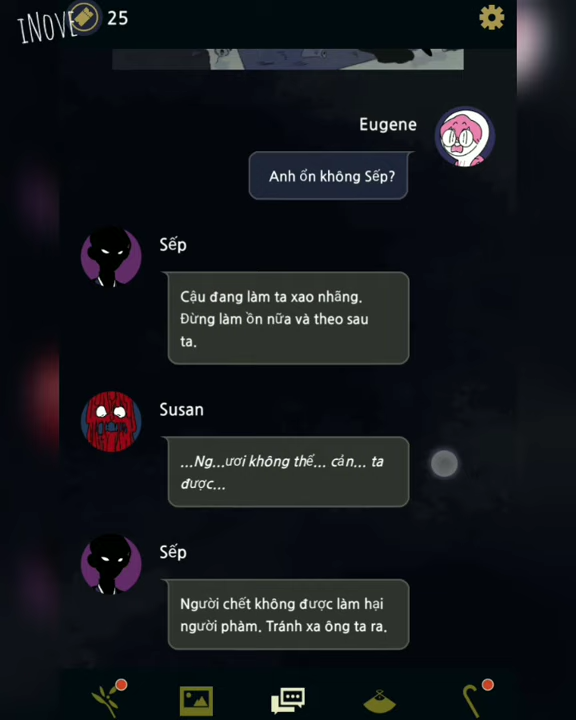 iNOVE
25
Eugene
Anh ổn không Sếp?
Sếp
Cậu đang làm ta xao nhãng.
Đừng làm ồn nữa và theo sau
ta.
Susan
...Ng...ươi không thể... cản... ta
được...
Sếp
Người chết không được làm hại
người phàm. Tránh xa ông ta ra.